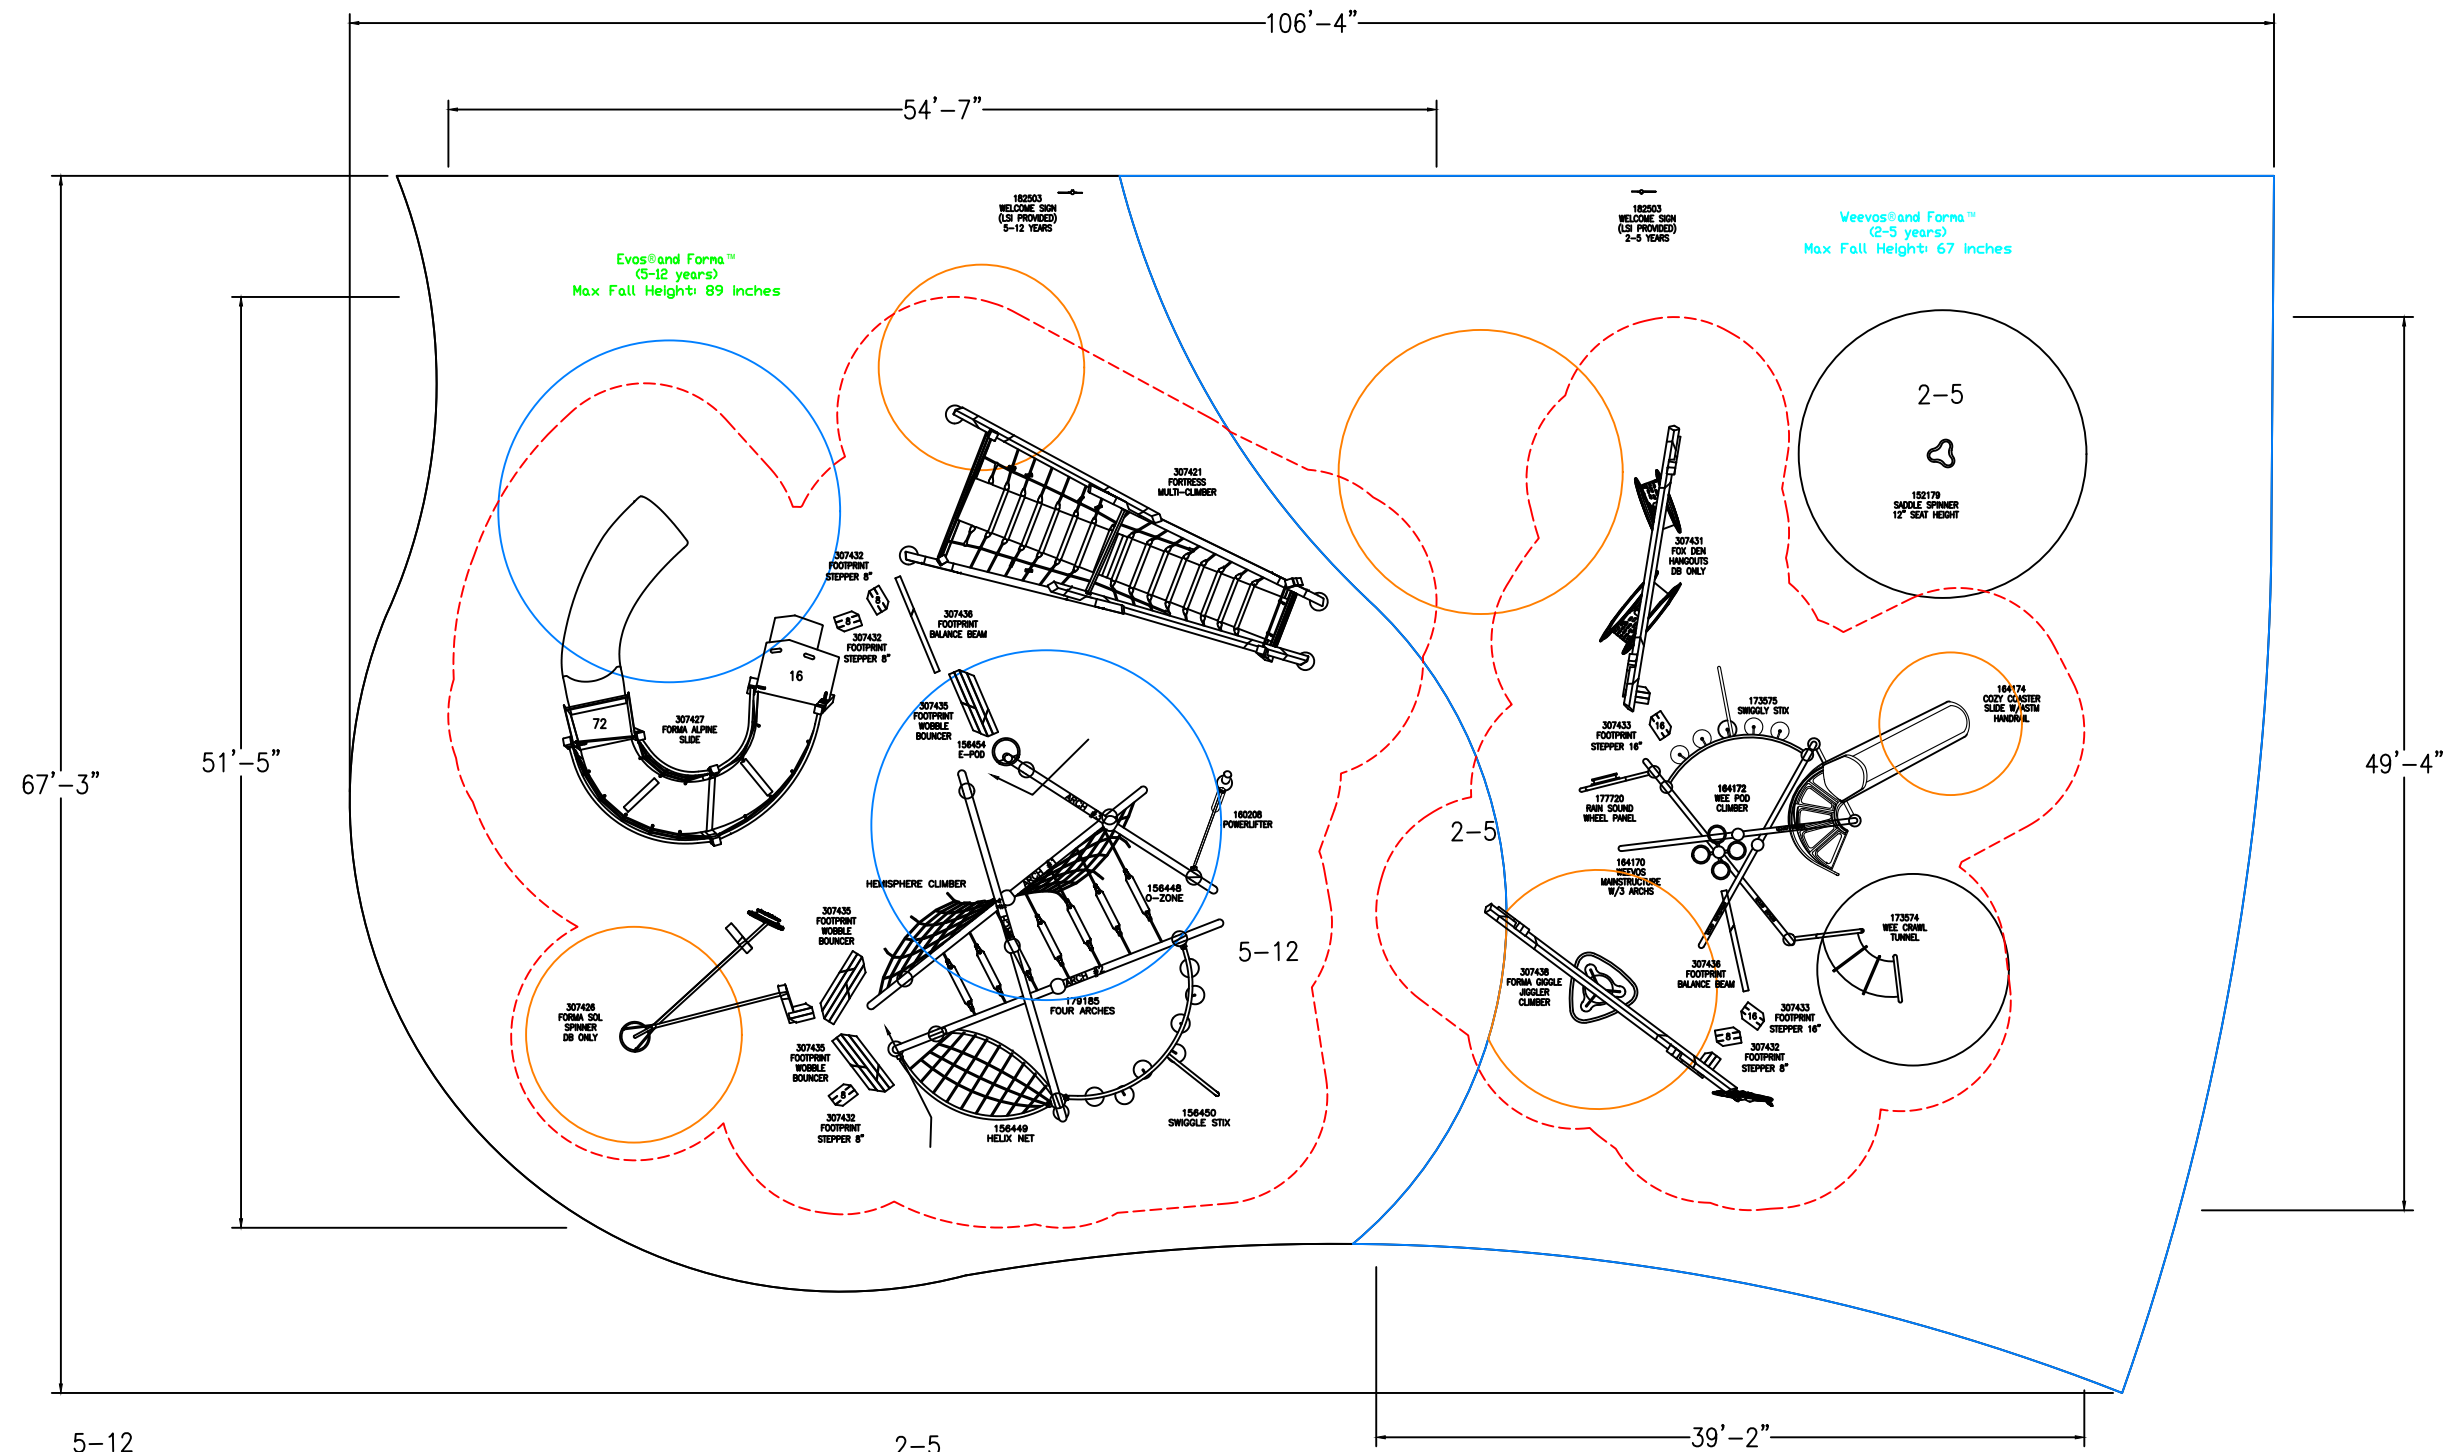 106'-4"
54'-7"
182503
WELCOME SIGN
(LSI PROVIDED)
5-12 YEARS
182503
WELCOME SIGN
(LSI PROVIDED)
2-5 YEARS
Weevos®and Forma™
(2-5 years)
Max Fall Height: 67 inches
Evos®and Forma™
(5-12 years)
Max Fall Height: 89 inches
2-5
152179
SADDLE SPINNER
12" SEAT HEIGHT
307421
FORTRESS
MULTI-CLIMBER
307431
FOX DEN
HANGOUTS
DB ONLY
307432
FOOTPRINT
STEPPER 8"
8
8
307432
FOOTPRINT
STEPPER 8"
307436
FOOTPRINT
BALANCE BEAM
16
72
307427
FORMA ALPINE
SLIDE
307435
FOOTPRINT
WOBBLE
BOUNCER
156454
E-POD
164174
COZY COASTER
SLIDE W/ASTM
HANDRAIL
173575
SWIGGLY STIX
307433
FOOTPRINT
STEPPER 16"
16
67'-3"
51'-5"
49'-4"
177720
RAIN SOUND
WHEEL PANEL
164172
WEE POD
CLIMBER
160208
POWERLIFTER
2-5
164170
WEEVOS
MAINSTRUCTURE
W/3 ARCHS
HEMISPHERE CLIMBER
156448
O-ZONE
ARCH
ARCH
ARCH
307435
FOOTPRINT
WOBBLE
BOUNCER
5-12
173574
WEE CRAWL
TUNNEL
307438
FORMA GIGGLE
JIGGLER
CLIMBER
307436
FOOTPRINT
BALANCE BEAM
179185
FOUR ARCHES
307426
FORMA SOL
SPINNER
DB ONLY
307433
FOOTPRINT
STEPPER 16"
16
8
307432
FOOTPRINT
STEPPER 8"
307435
FOOTPRINT
WOBBLE
BOUNCER
8
307432
FOOTPRINT
STEPPER 8"
156449
HELIX NET
156450
SWIGGLE STIX
39'-2"
5-12
2-5